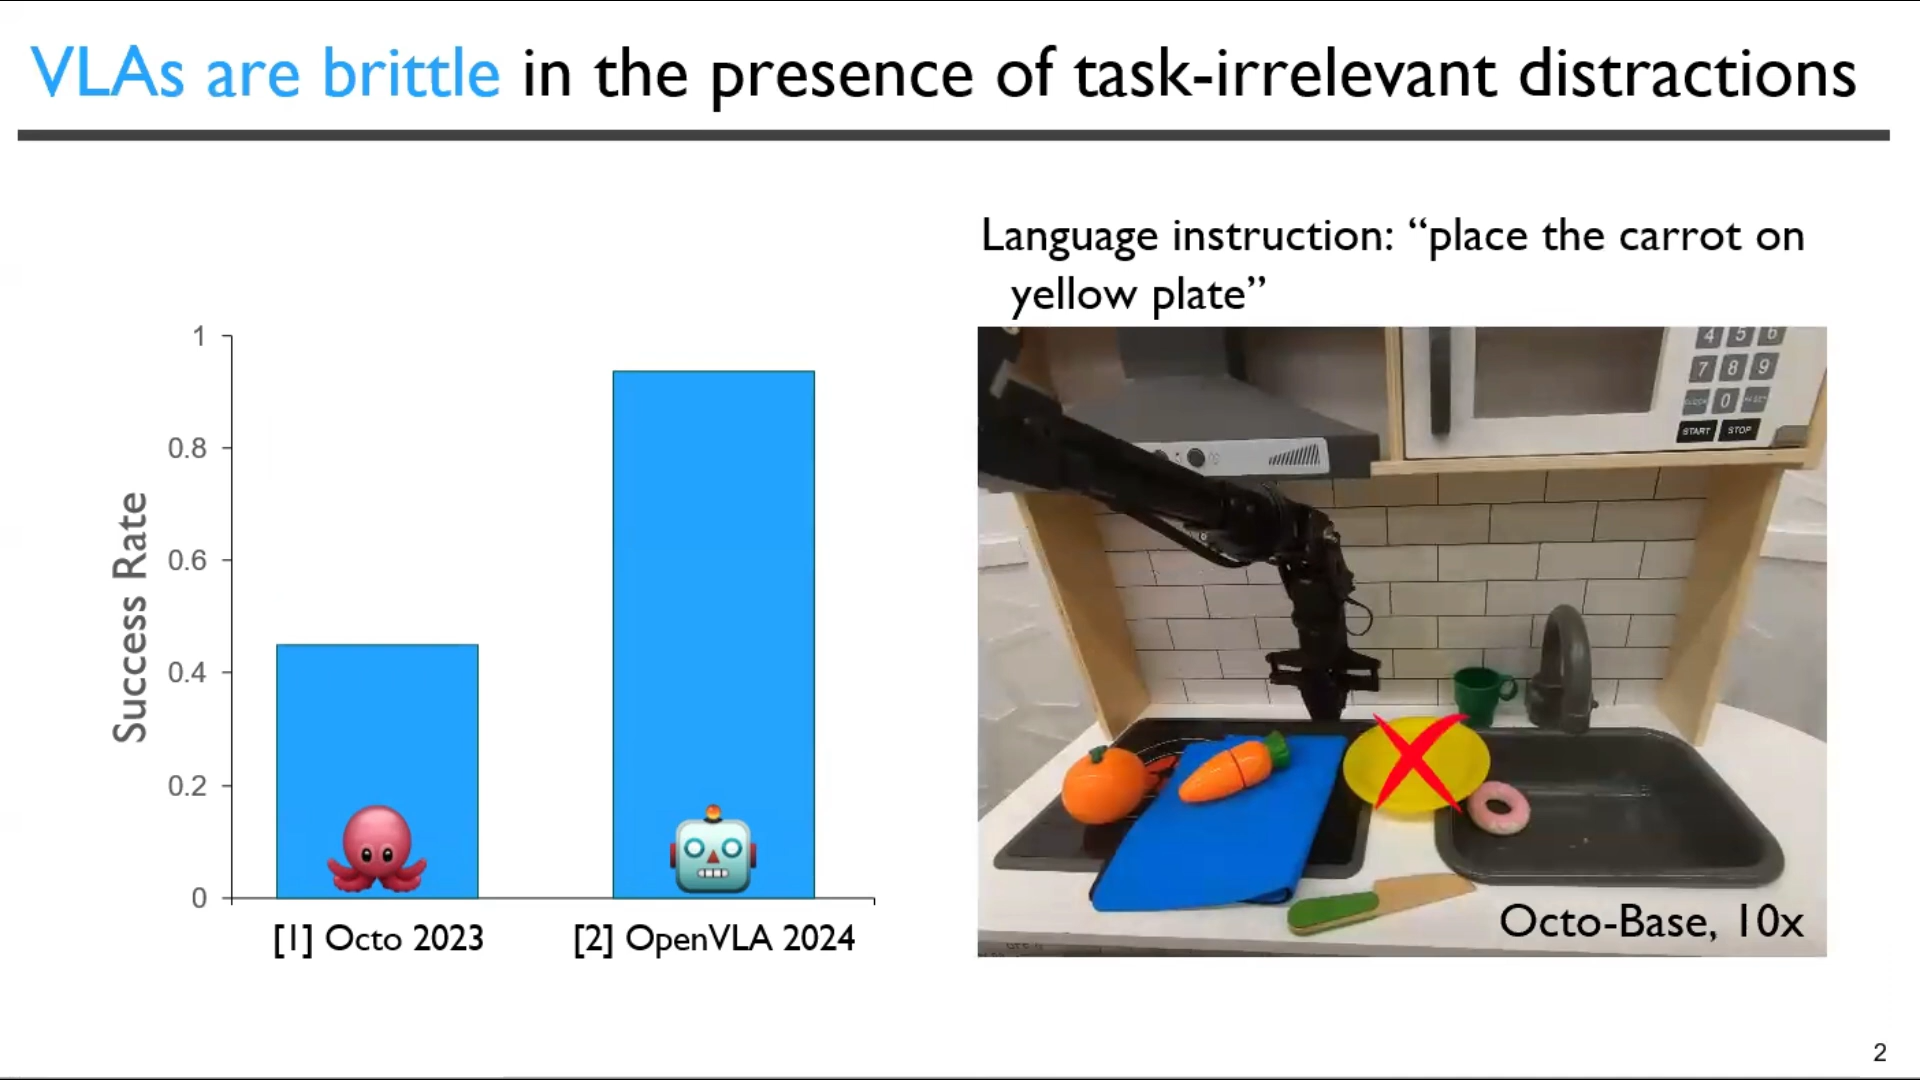 VLAs are brittle in the presence of task-irrelevant distractions
Language instruction: “place the carrot on
yellow plate”
1
0.8
0.6
0.4
0.2
0
Success Rate
[1] Octo 2023
[2] OpenVLA 2024
4 5 6
7 8 9
0
START STOP
Octo-Base, 10x
2